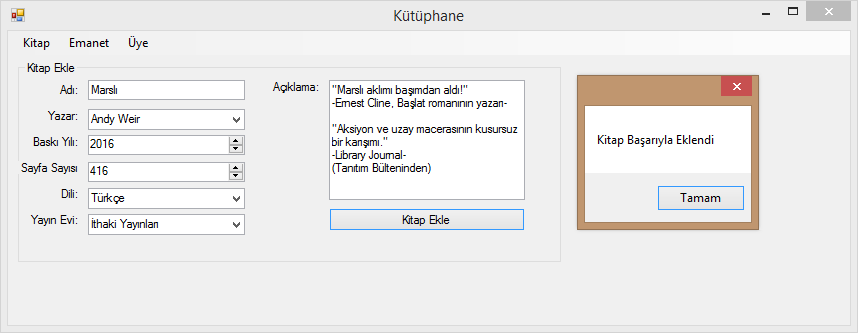 Kütüphane
Kitap Emanet Üye
Kitap Ekle
Adı: Marslı
Yazar: Andy Weir
Baskı Yılı: 2016
Sayfa Sayısı 416
Dili: Türkçe
Yayın Evi: İthaki Yayınları
Açıklama: "Marslı aklımı başımdan aldı!"
-Ernest Cline, Başlat romanının yazarı-
"Aksiyon ve uzay macerasının kusursuz
bir karışımı."
-Library Journal-
(Tanıtım Bülteninden)
Kitap Ekle
Kitap Başarıyla Eklendi
Tamam